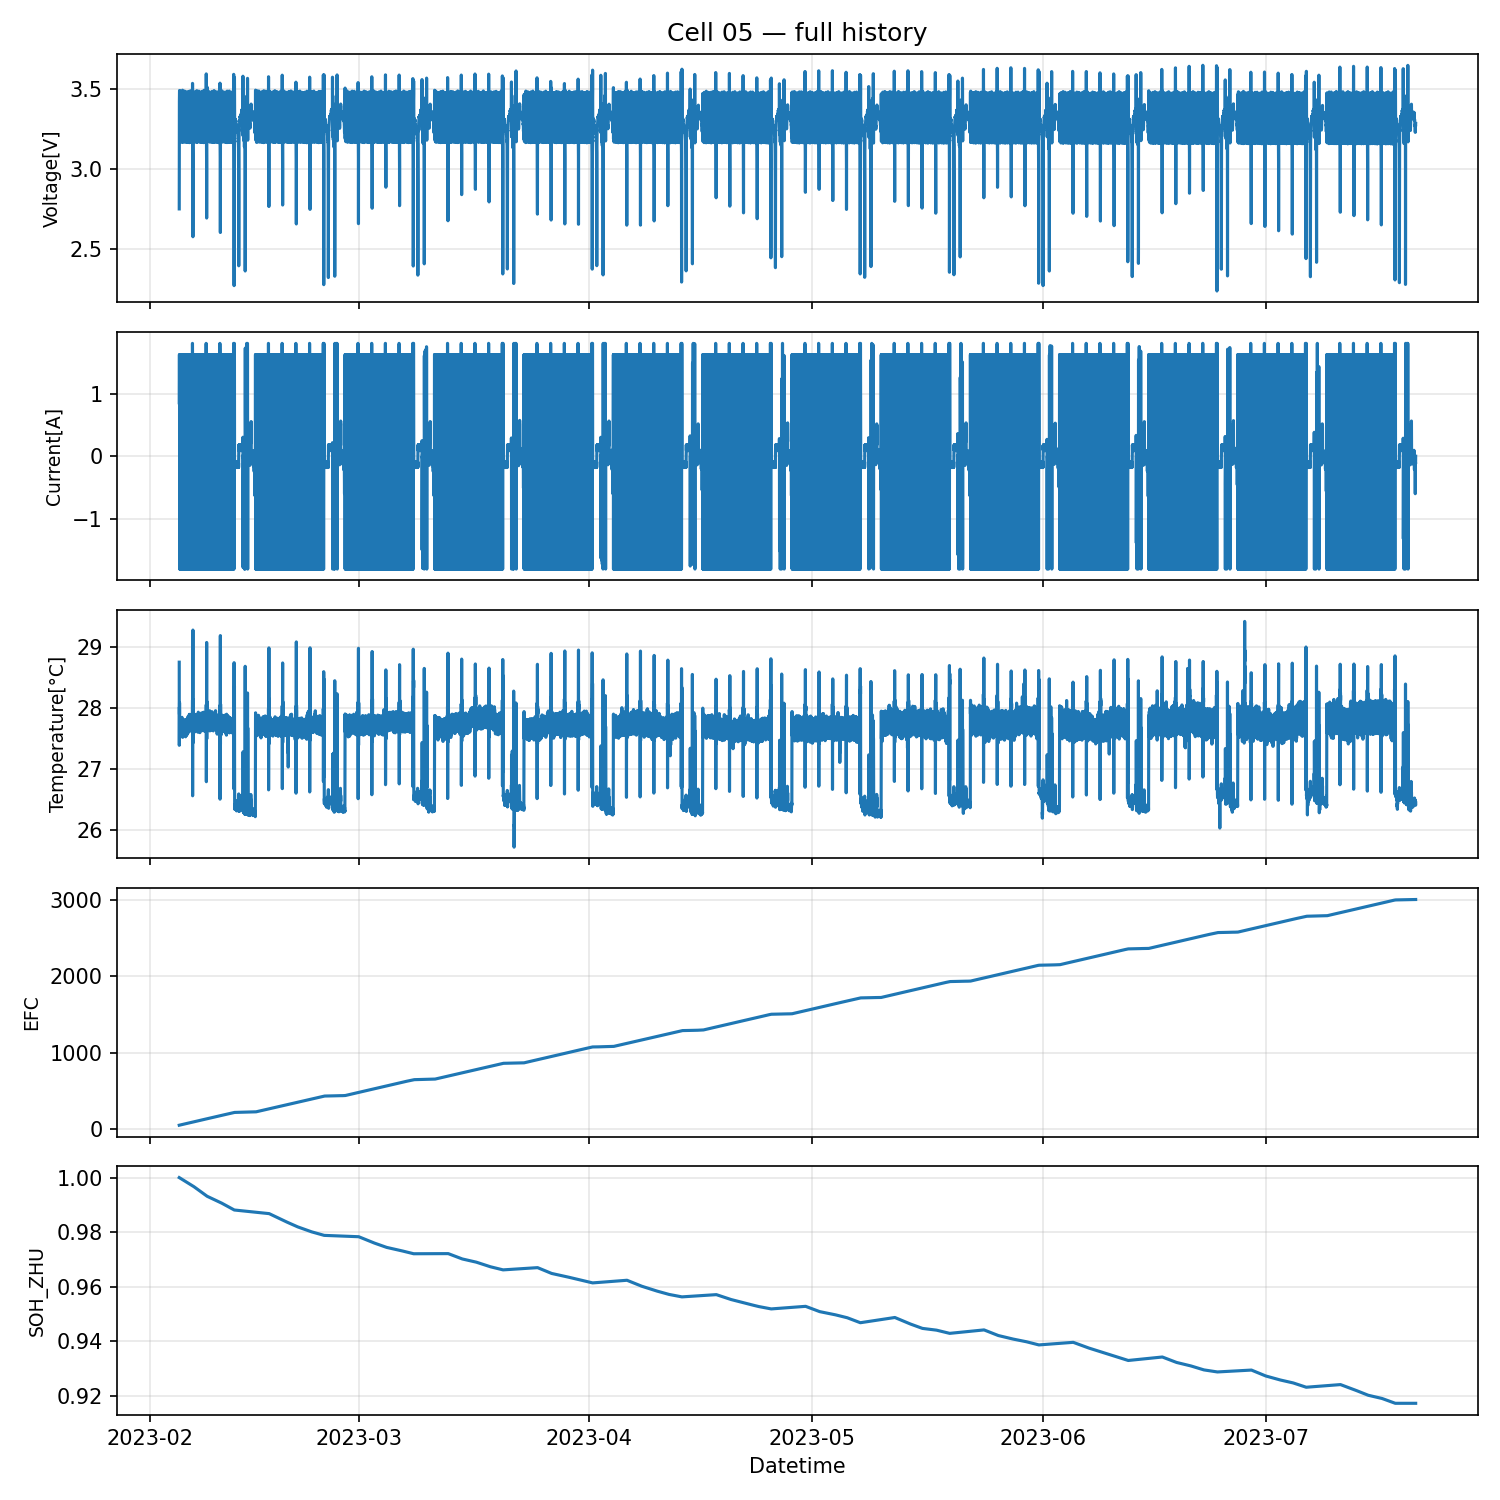 Cell 05 — full history
Voltage[V]
3.5
3.0
2.5
Current[A]
1
0
−1
Temperature[°C]
29
28
27
26
EFC
3000
2000
1000
0
SOH_ZHU
1.00
0.98
0.96
0.94
0.92
2023-02 2023-03 2023-04 2023-05 2023-06 2023-07
Datetime